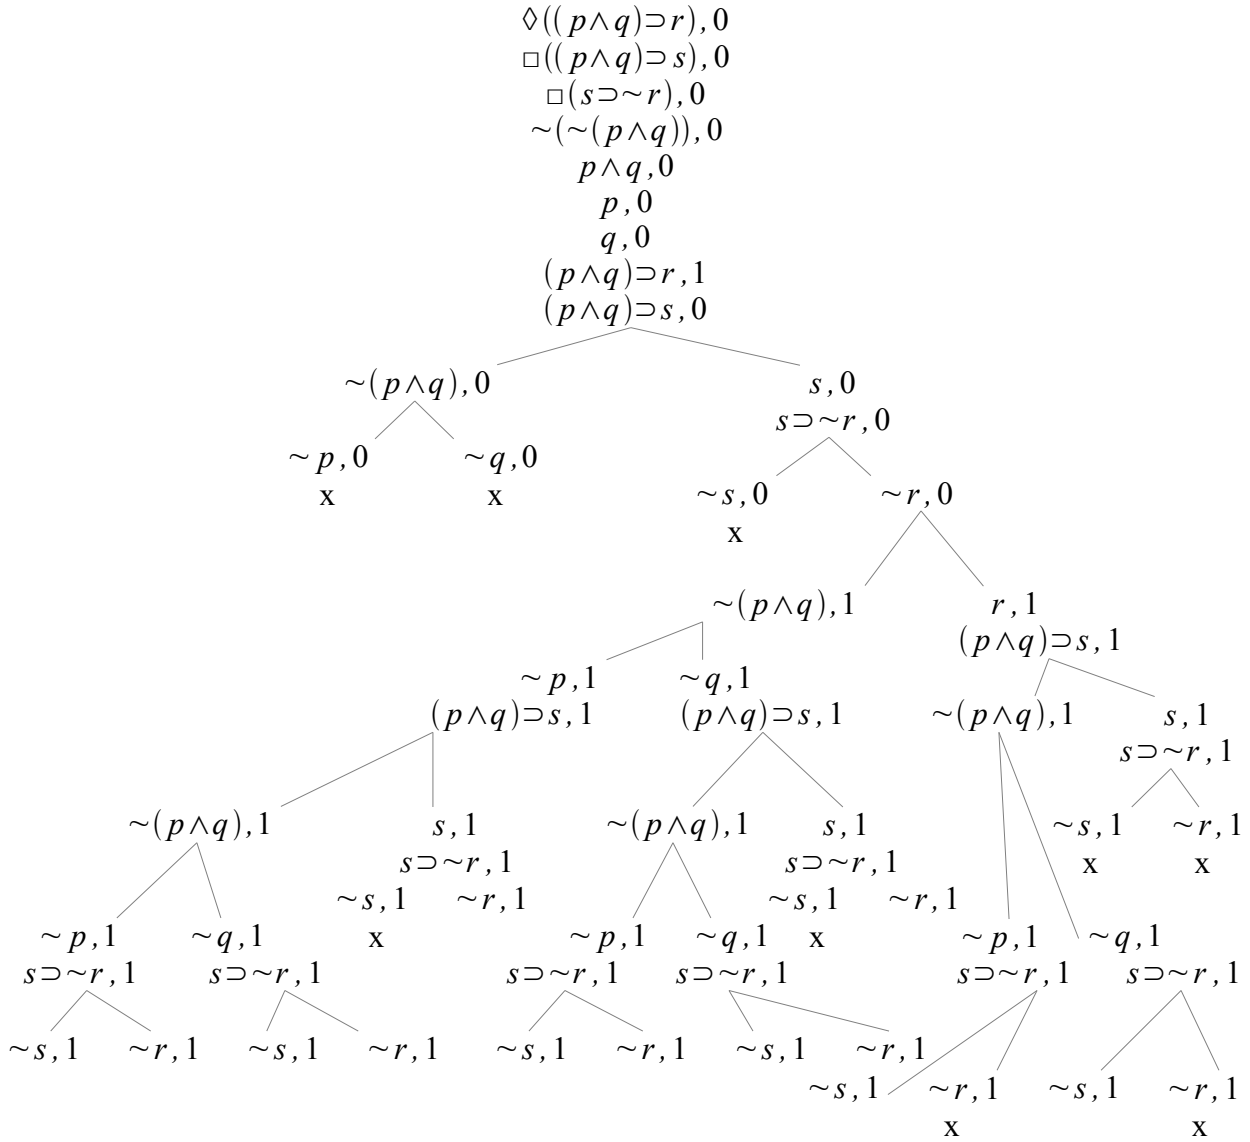 ◊((p∧q)⊃r),0
□((p∧q)⊃s),0
□(s⊃~r),0
~(~(p∧q)),0
p∧q,0
p,0
q,0
(p∧q)⊃r,1
(p∧q)⊃s,0
~(p∧q),0 s,0
s⊃~r,0
~p,0 ~q,0
x x
~s,0 ~r,0
x
~(p∧q),1 r,1
(p∧q)⊃s,1
~p,1 ~q,1
(p∧q)⊃s,1 (p∧q)⊃s,1 ~(p∧q),1 s,1
s⊃~r,1
~(p∧q),1 s,1 ~(p∧q),1 s,1 ~s,1 ~r,1
s⊃~r,1 s⊃~r,1 x x
~s,1 ~r,1 ~s,1 ~r,1
~p,1 ~q,1 x ~p,1 ~q,1 x ~p,1 ~q,1
s⊃~r,1 s⊃~r,1 s⊃~r,1 s⊃~r,1 s⊃~r,1 s⊃~r,1
~s,1 ~r,1 ~s,1 ~r,1 ~s,1 ~r,1 ~s,1 ~r,1
~s,1 ~r,1 ~s,1 ~r,1
x x